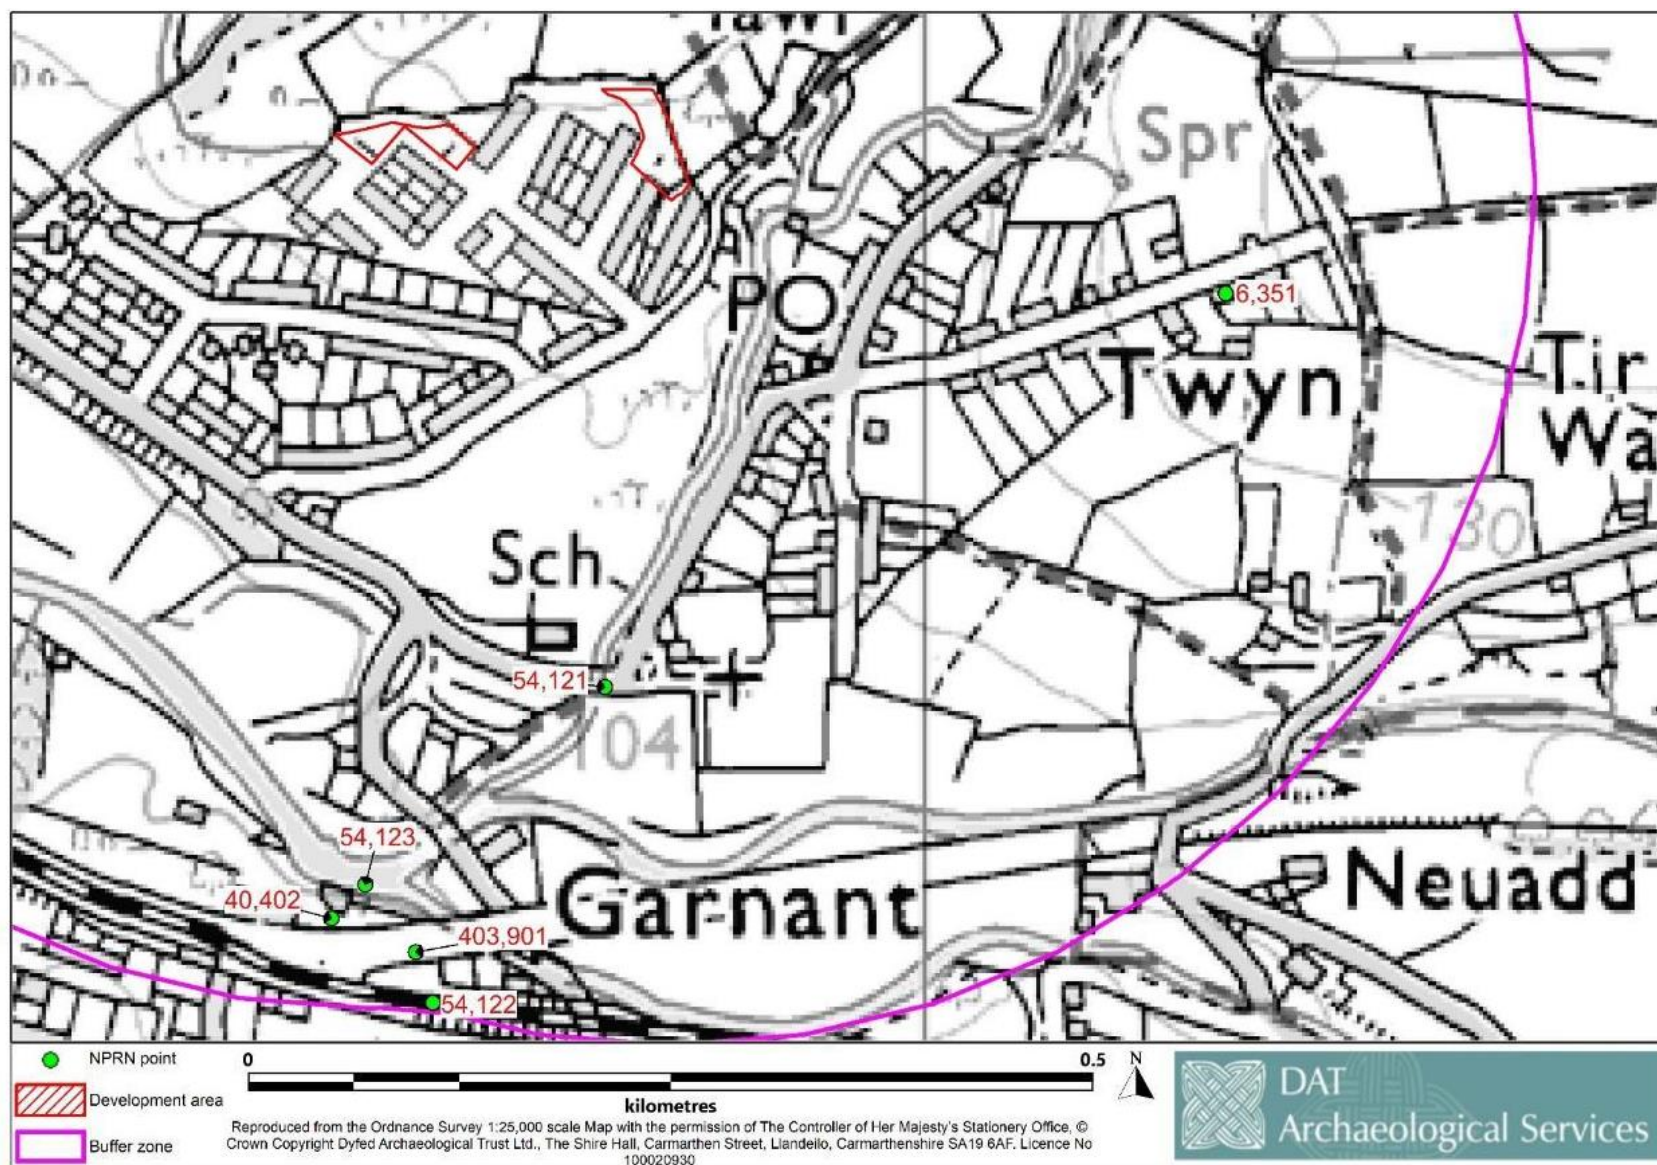 Spr
PO
6,351
Twyn
Tir
Wa
130
Sch
54,121
104
54,123
40,402
Garnant
Neuadd
403,901
54,122
NPRN point
0
0.5
N
Development area
kilometres
Buffer zone
Reproduced from the Ordnance Survey 1:25,000 scale Map with the permission of The Controller of Her Majesty's Stationery Office, ©
Crown Copyright Dyfed Archaeological Trust Ltd., The Shire Hall, Carmarthen Street, Llandeilo, Carmarthenshire SA19 6AF. Licence No
100020930
DAT
Archaeological Services